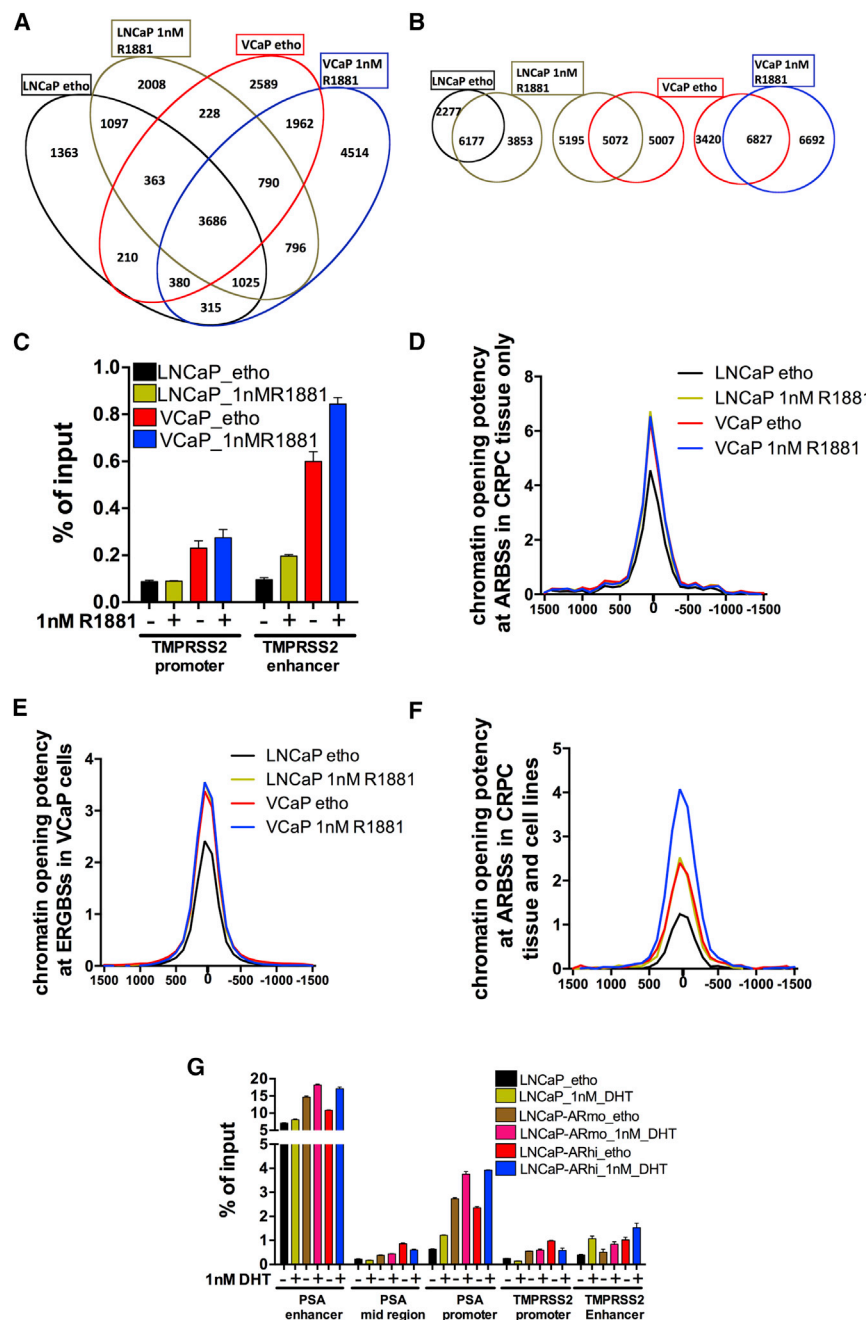 A
LNCaP etho
LNCaP 1nM
R1881
VCaP etho
VCaP 1nM
R1881
2008
2589
1097
228
1962
1363
4514
363
790
3686
210
796
380
1025
315
B
LNCaP etho
LNCaP 1nM
R1881
VCaP etho
VCaP 1nM
R1881
2277
6177
3853
5195
5072
5007
3420
6827
6692
C
% of input
1.0
0.8
0.6
0.4
0.2
0.0
LNCaP_etho
LNCaP_1nMR1881
VCaP_etho
VCaP_1nMR1881
1nM R1881 - + - + - + - +
TMPRSS2
promoter
TMPRSS2
enhancer
D
chromatin opening potency
at ARBSs in CRPC tissue only
8
6
4
2
0
LNCaP etho
LNCaP 1nM R1881
VCaP etho
VCaP 1nM R1881
1500 1000 500 0 -500 -1000 -1500
E
chromatin opening potency
at ERGBSs in VCaP cells
4
3
2
1
0
LNCaP etho
LNCaP 1nM R1881
VCaP etho
VCaP 1nM R1881
1500 1000 500 0 -500 -1000 -1500
F
chromatin opening potency
at ARBSs in CRPC
tissue and cell lines
5
4
3
2
1
0
1500 1000 500 0 -500 -1000 -1500
G
% of input
20
15
10
5
5
4
3
2
1
0
LNCaP_etho
LNCaP_1nM_DHT
LNCaP-ARmo_etho
LNCaP-ARmo_1nM_DHT
LNCaP-ARhi_etho
LNCaP-ARhi_1nM_DHT
1nM DHT - + - + - + - + - + - + - + - + - + - + - + - + - + - + - +
PSA
enhancer
PSA
mid region
PSA
promoter
TMPRSS2
promoter
TMPRSS2
Enhancer